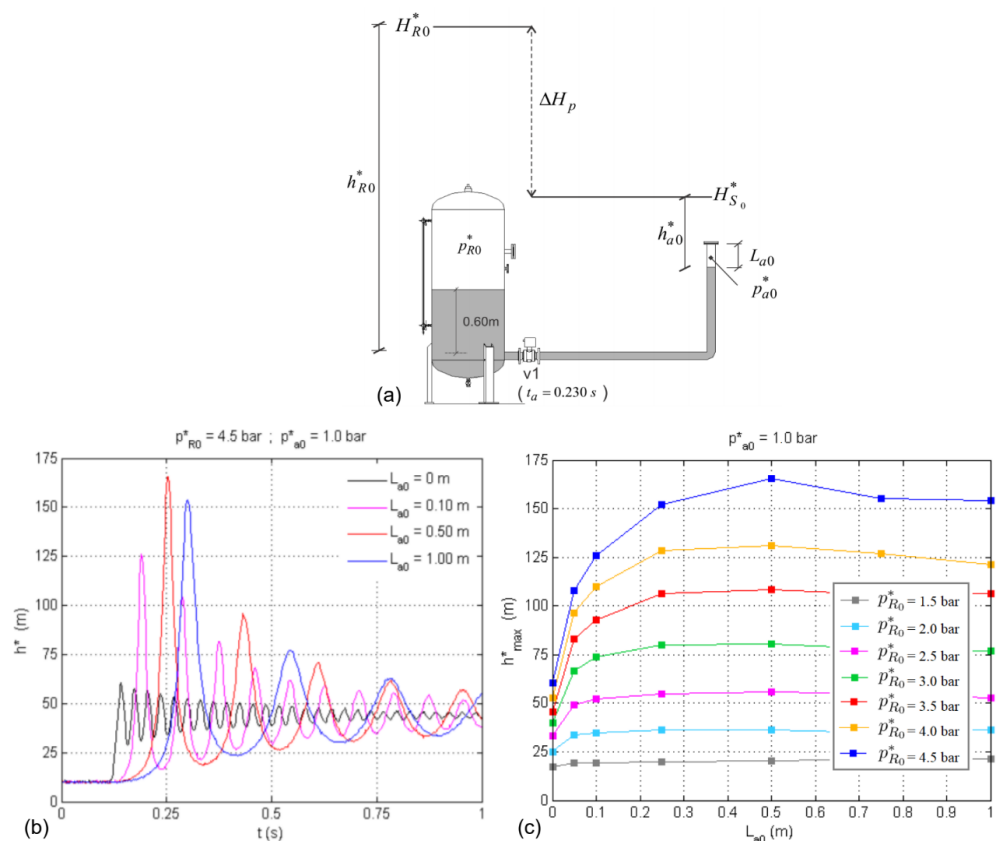 H*R0
ΔHp
h*R0
H*S0
h*a0
p*R0
La0
p*a0
0.60m
v1
(a)
( ta = 0.230 s )
p*R0 = 4.5 bar ; p*a0 = 1.0 bar
175
150
125
100
75
50
25
0
h* (m)
La0 = 0 m
La0 = 0.10 m
La0 = 0.50 m
La0 = 1.00 m
0 0.25 0.5 0.75 1
(b)
t (s)
p*a0 = 1.0 bar
175
150
125
100
75
50
25
0
h*max (m)
p*R0 = 1.5 bar
p*R0 = 2.0 bar
p*R0 = 2.5 bar
p*R0 = 3.0 bar
p*R0 = 3.5 bar
p*R0 = 4.0 bar
p*R0 = 4.5 bar
0 0.1 0.2 0.3 0.4 0.5 0.6 0.7 0.8 0.9 1
(c)
La0 (m)